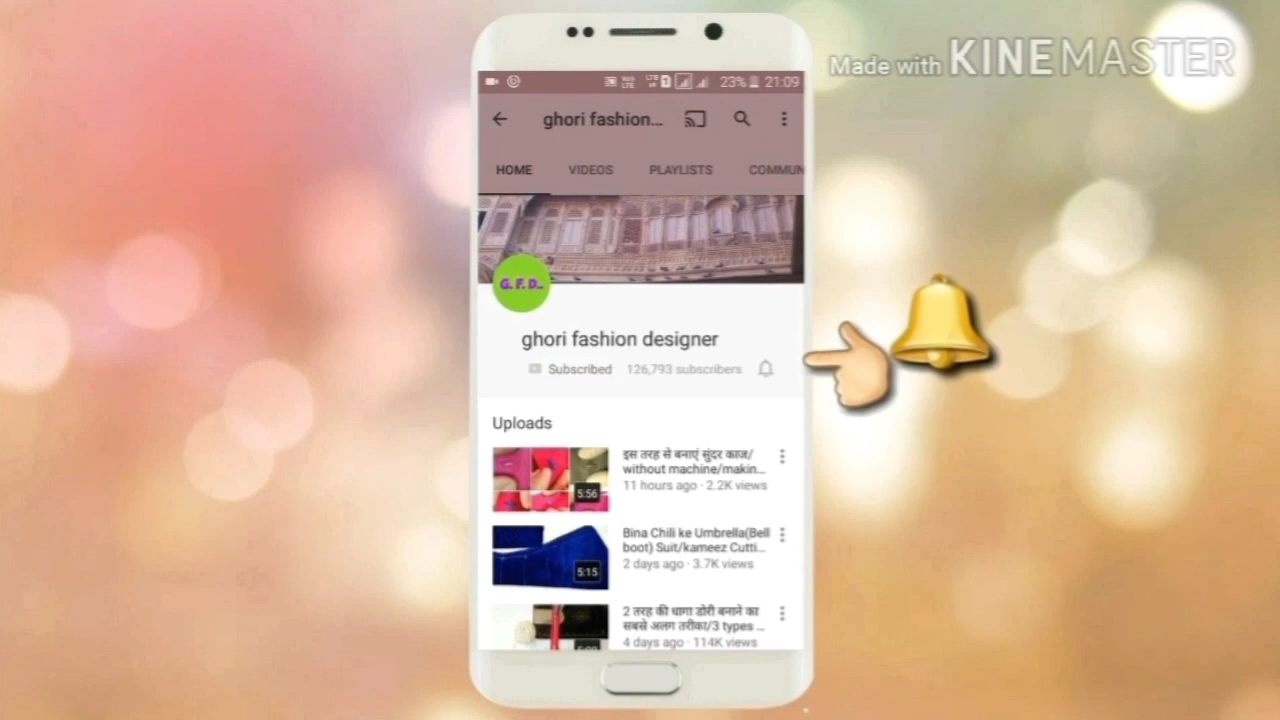 Made with KINEMASTER
23% 21:09
ghori fashion...
HOME VIDEOS PLAYLISTS COMMUN
G. F. D..
ghori fashion designer
Subscribed 126,793 subscribers
Uploads
इस तरह से बनाएं सुंदर काज/
without machine/makin...
11 hours ago · 2.2K views
5:56
Bina Chili ke Umbrella(Bell
boot) Suit/kameez Cutti...
2 days ago · 3.7K views
5:15
2 तरह की धागा डोरी बनाने का
सबसे अलग तरीका/3 types ...
4 days ago · 114K views